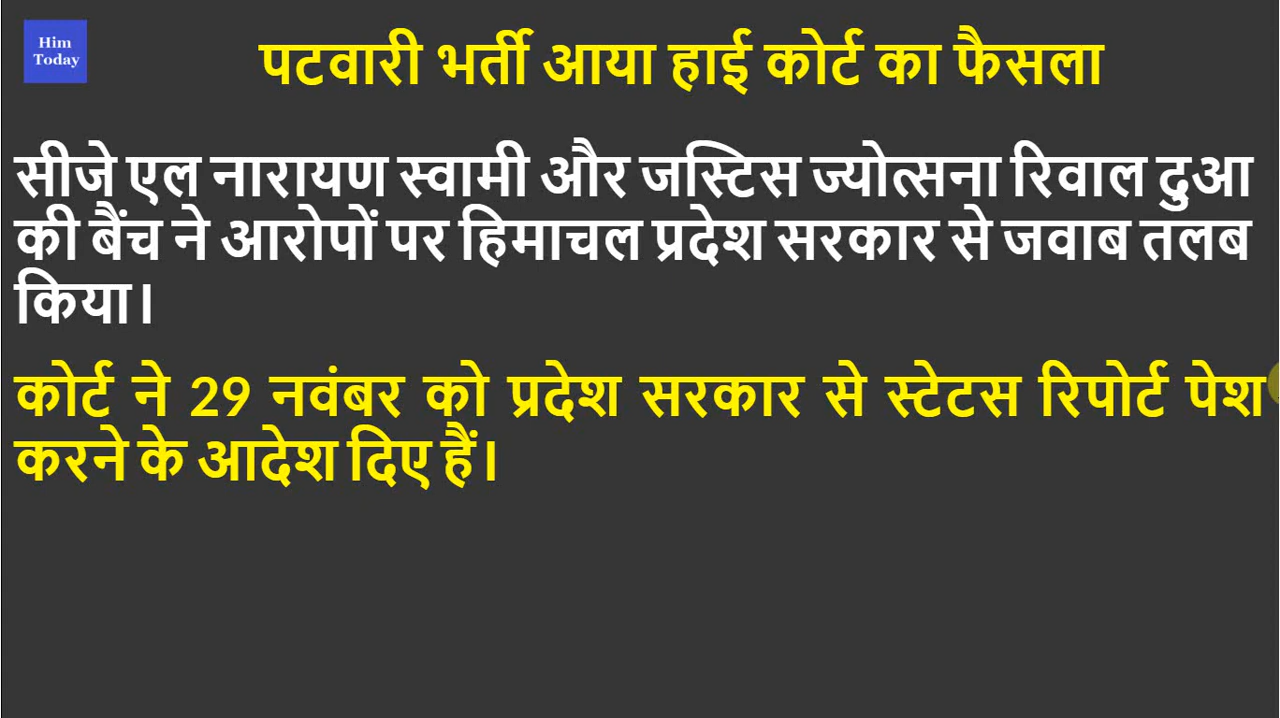 Him
Today
पटवारी भर्ती आया हाई कोर्ट का फैसला
सीजे एल नारायण स्वामी और जस्टिस ज्योत्सना रिवाल दुआ
की बैंच ने आरोपों पर हिमाचल प्रदेश सरकार से जवाब तलब
किया।
कोर्ट ने 29 नवंबर को प्रदेश सरकार से स्टेटस रिपोर्ट पेश
करने के आदेश दिए हैं।